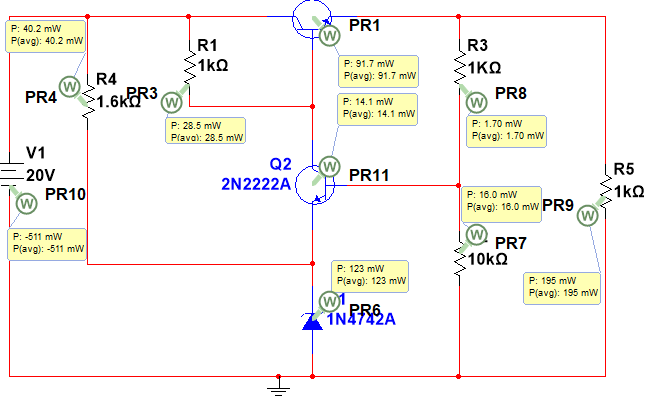 P: 40.2 mW
P(avg): 40.2 mW
W
PR1
R1
1kΩ
R3
1KΩ
P: 91.7 mW
P(avg): 91.7 mW
R4
1.6kΩ
W
PR4
PR3
W
PR8
W
P: 14.1 mW
P(avg): 14.1 mW
P: 28.5 mW
P(avg): 28.5 mW
P: 1.70 mW
P(avg): 1.70 mW
V1
20V
Q2
2N2222A
W
PR11
R5
1kΩ
PR10
W
P: 16.0 mW
P(avg): 16.0 mW
PR9
W
P: -511 mW
P(avg): -511 mW
W
PR7
10kΩ
P: 123 mW
P(avg): 123 mW
P: 195 mW
P(avg): 195 mW
W
1
PR6
1N4742A